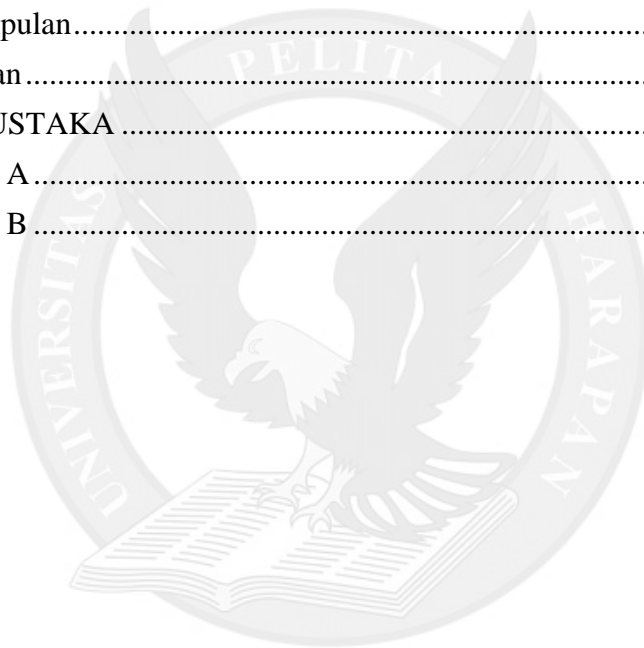 pulan........................................................................
an................................................................................
USTAKA..................................................................
A...............................................................................
B...............................................................................
UNIVERSITAS PELITA HARAPAN